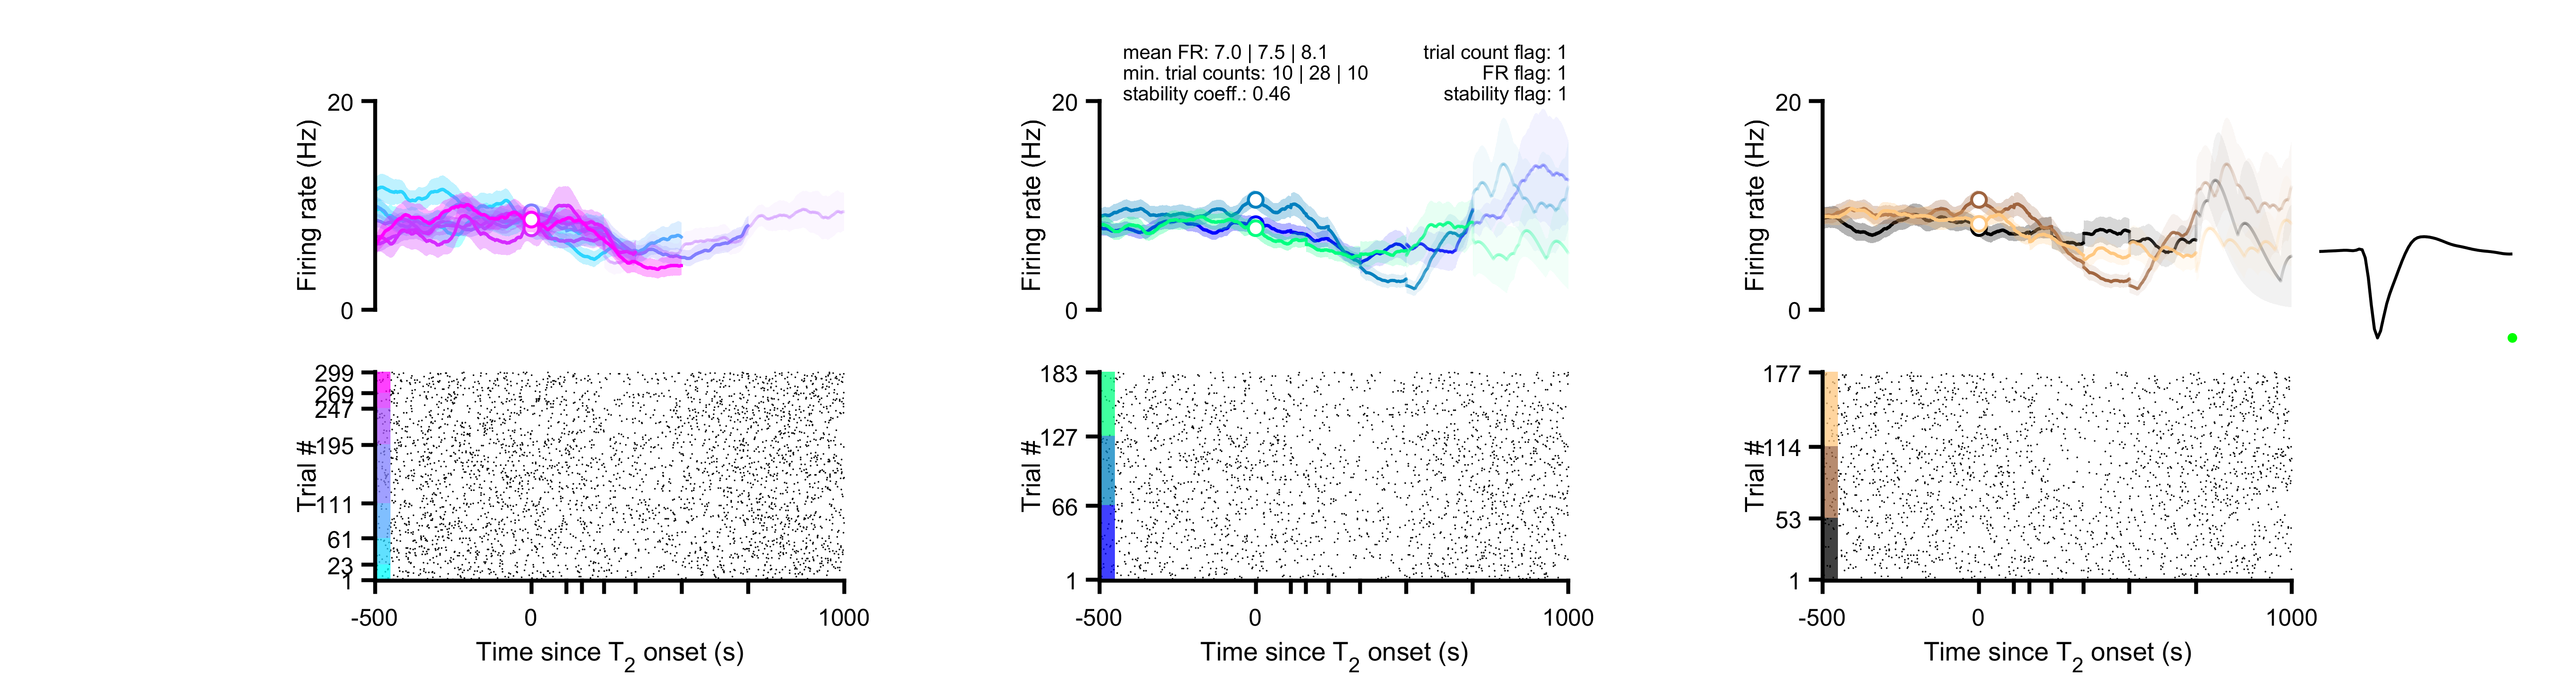 mean FR: 7.0 | 7.5 | 8.1
min. trial counts: 10 | 28 | 10
stability coeff.: 0.46
trial count flag: 1
FR flag: 1
stability flag: 1
Firing rate (Hz)
20
0
Firing rate (Hz)
20
0
Firing rate (Hz)
20
0
Trial #
299
269
247
195
111
61
23
1
-500
0
1000
Time since T2 onset (s)
Trial #
183
127
66
1
-500
0
1000
Time since T2 onset (s)
Trial #
177
114
53
1
-500
0
1000
Time since T2 onset (s)